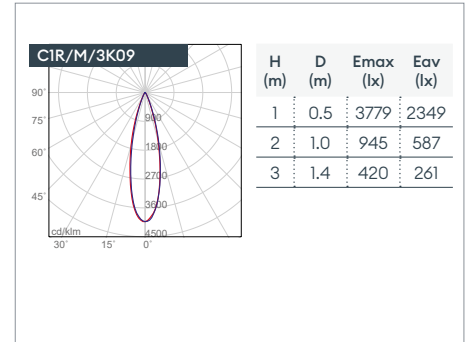 C1R/M/3K09
90°
75°
60°
45°
30° 15° 0°
900
1800
2700
3600
4500
cd/klm
H D Emax Eav
(m) (m) (lx) (lx)
1 0.5 3779 2349
2 1.0 945 587
3 1.4 420 261